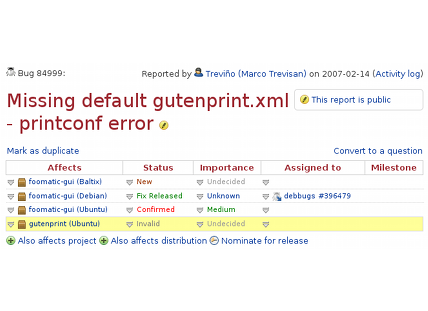 Bug 84999: Reported by Treviño (Marco Trevisan) on 2007-02-14 (Activity log)
Missing default gutenprint.xml
- printconf error
This report is public
Mark as duplicate Convert to a question
Affects Status Importance Assigned to Milestone
foomatic-gui (Baltix) New Undecided
foomatic-gui (Debian) Fix Released Unknown debbugs #396479
foomatic-gui (Ubuntu) Confirmed Medium
gutenprint (Ubuntu) Invalid Undecided
Also affects project Also affects distribution Nominate for release